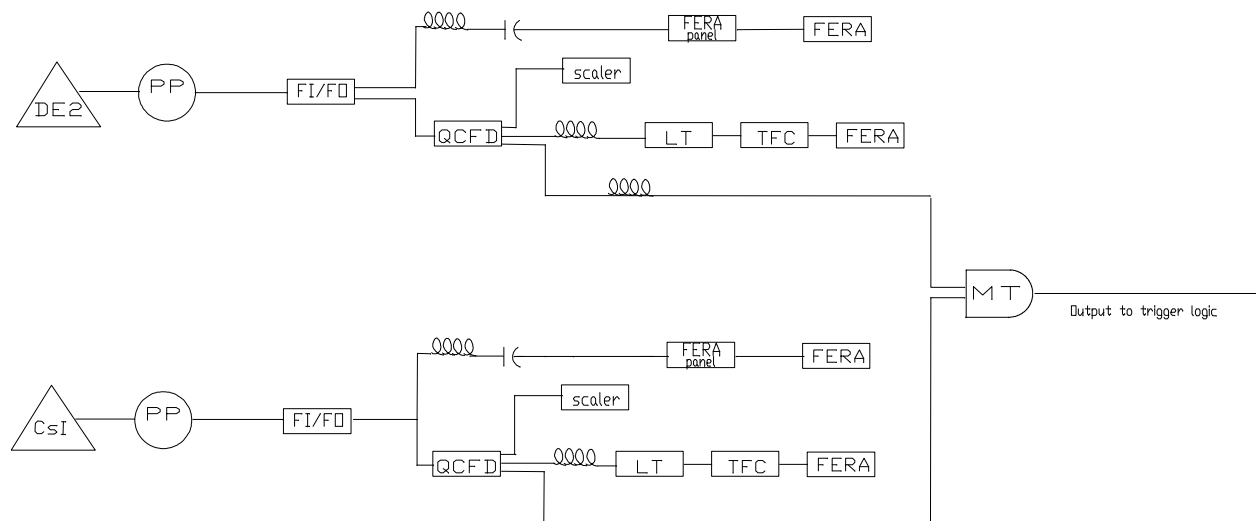 FERA
panel
FERA
scaler
PP
DE2
FI/FO
QCFD
LT
TFC
FERA
MT
Output to trigger logic
FERA
panel
FERA
scaler
PP
CsI
FI/FO
QCFD
LT
TFC
FERA